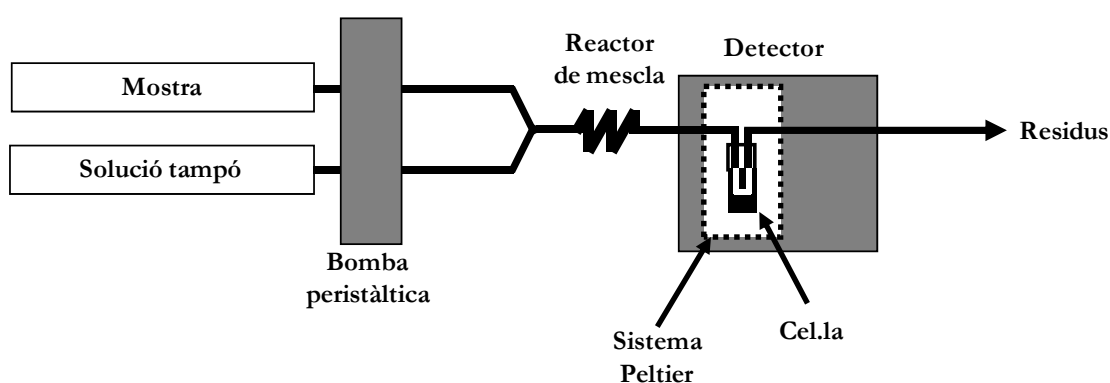 Mostra
Solució tampó
Bomba
peristàltica
Reactor
de mescla
Detector
Residus
Sistema
Peltier
Cel.la